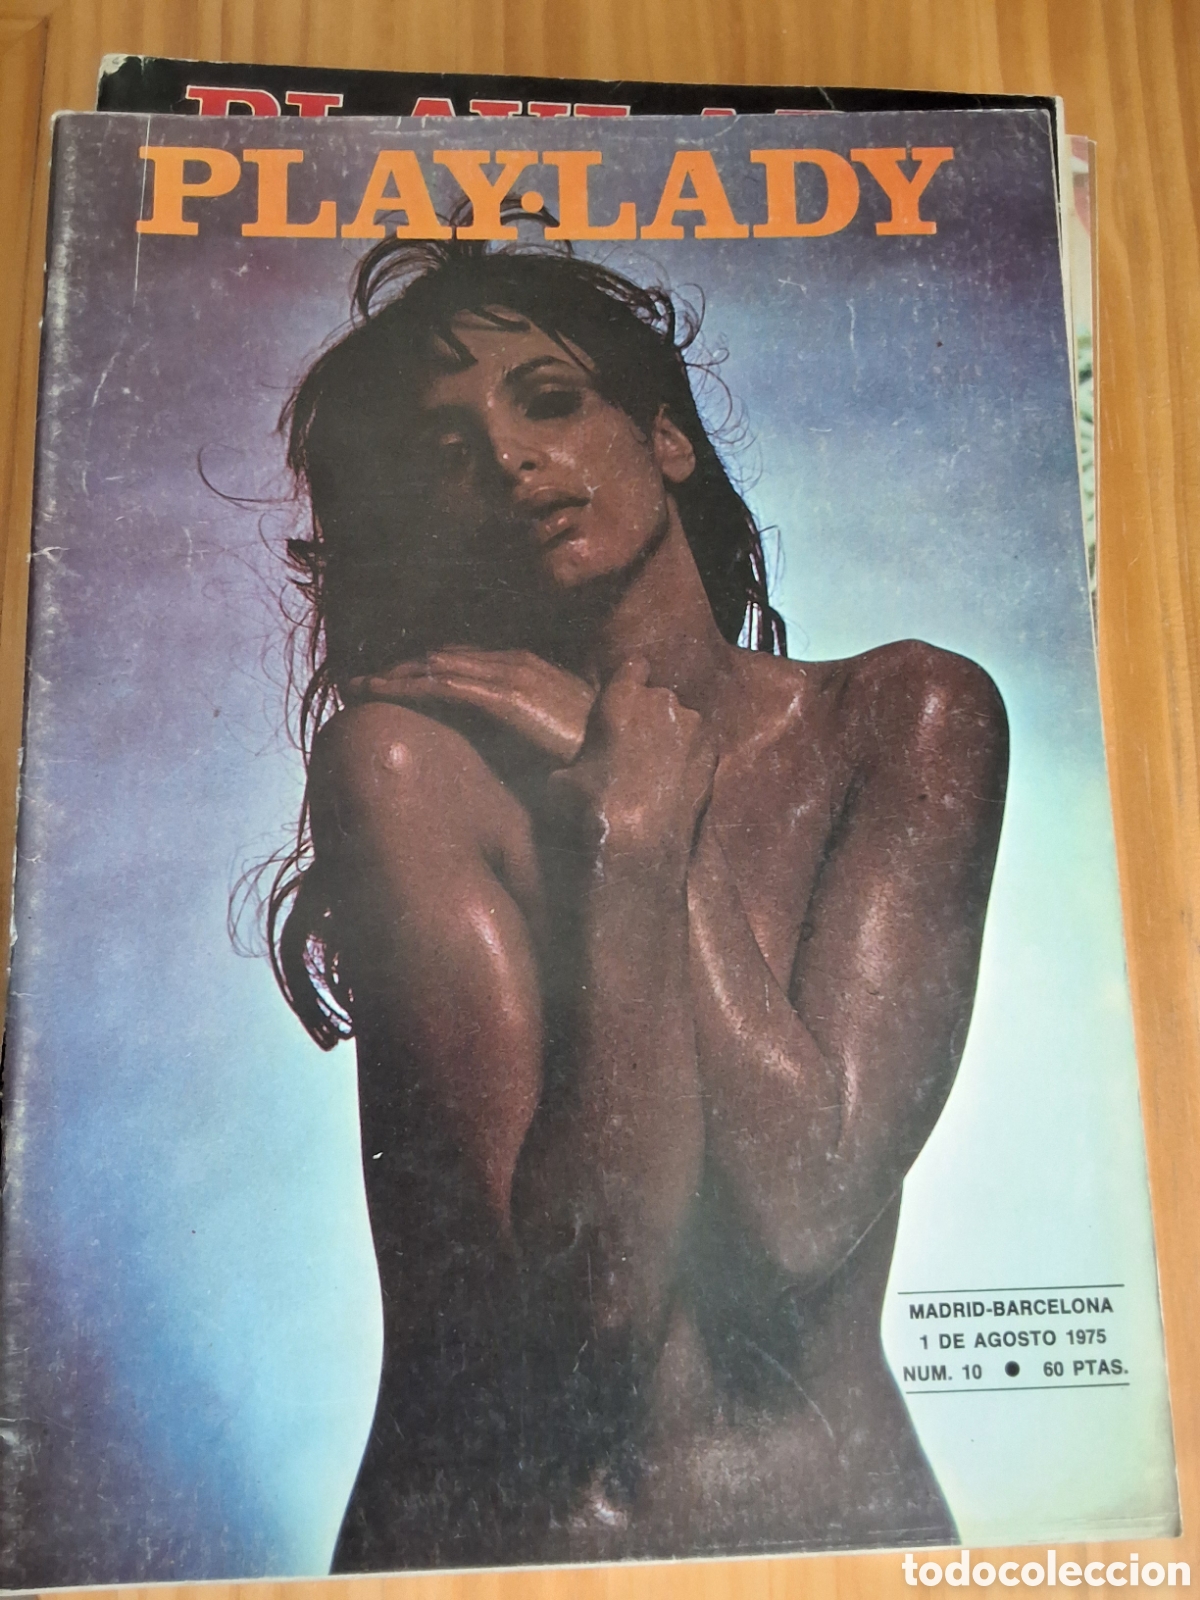 PLAY·LADY
MADRID-BARCELONA
1 DE AGOSTO 1975
NUM. 10 ● 60 PTAS.
todocoleccion